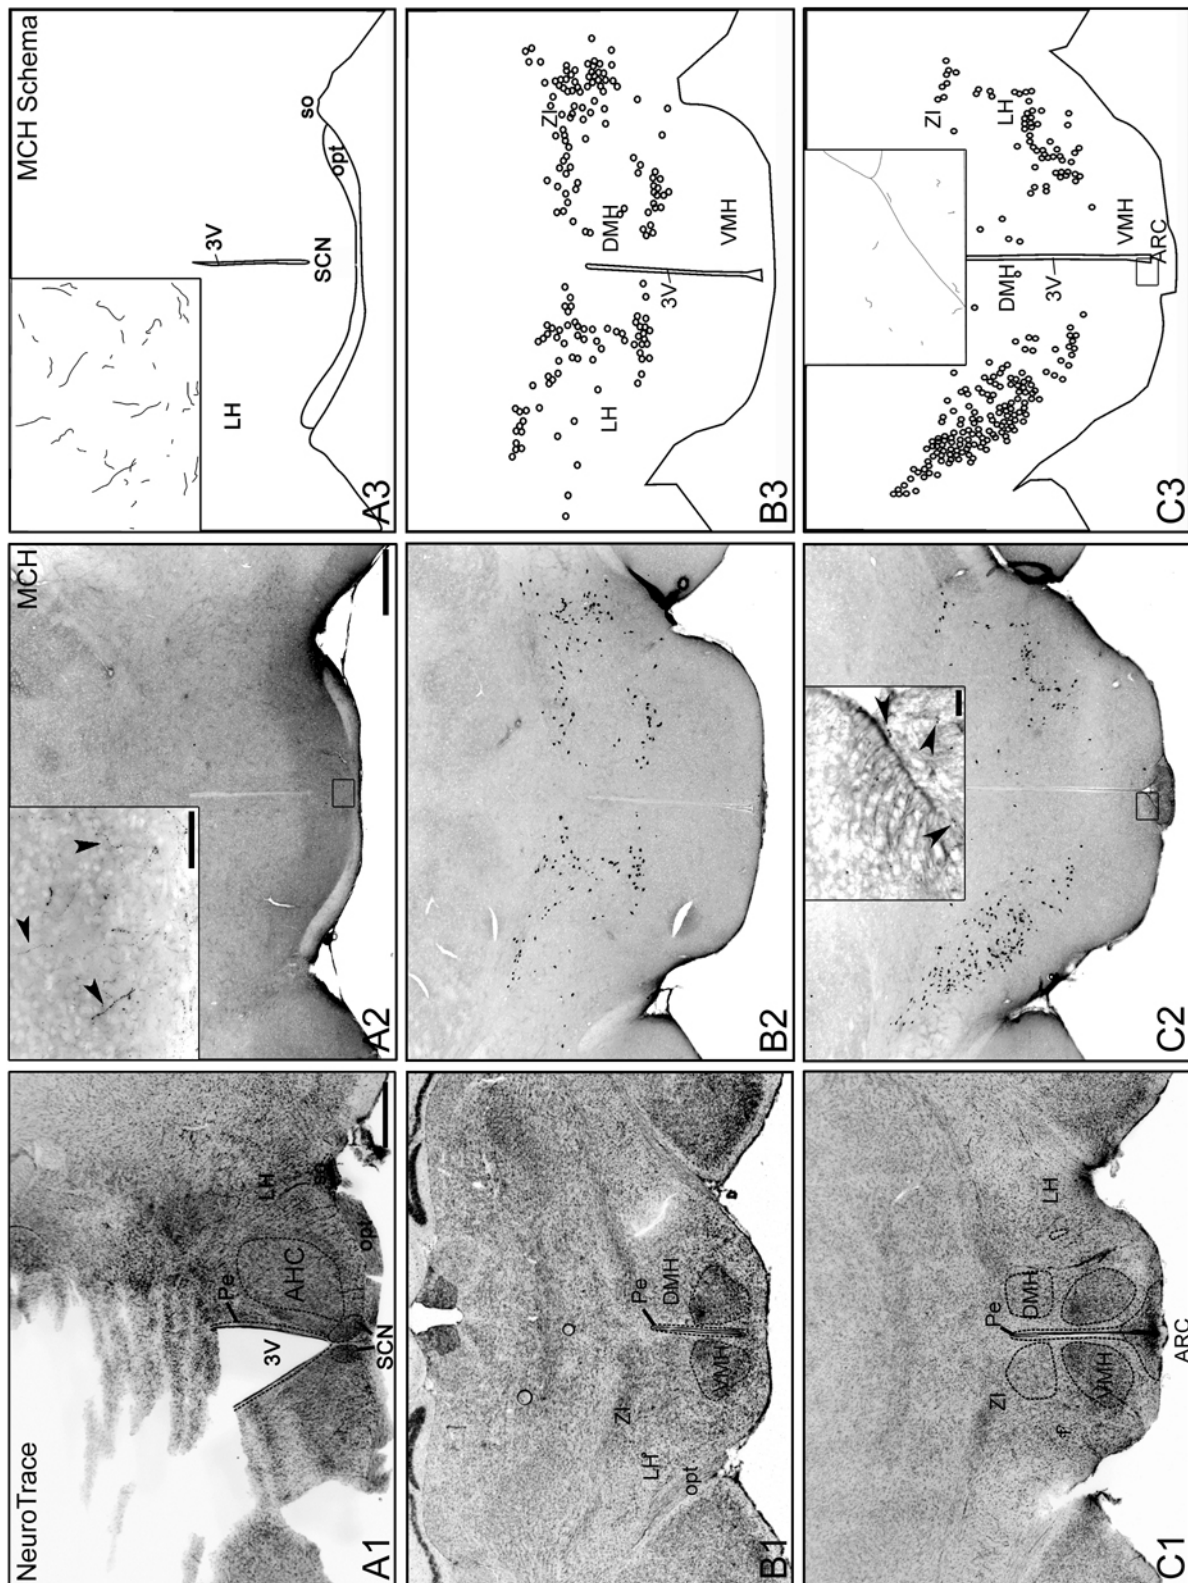 NeuroTrace
Pe
3V
AHC
LH
opt
SCN
A1
MCH
A2
MCH Schema
3V
LH
SCN
opt
so
A3
ZI
Pe
LH
DMH
opt
VMH
B1
B2
ZI
LH
DMH
3V
VMH
B3
Pe
ZI
DMH
LH
VMH
ARC
C1
C2
ZI
LH
DMH
3V
VMH
ARC
C3